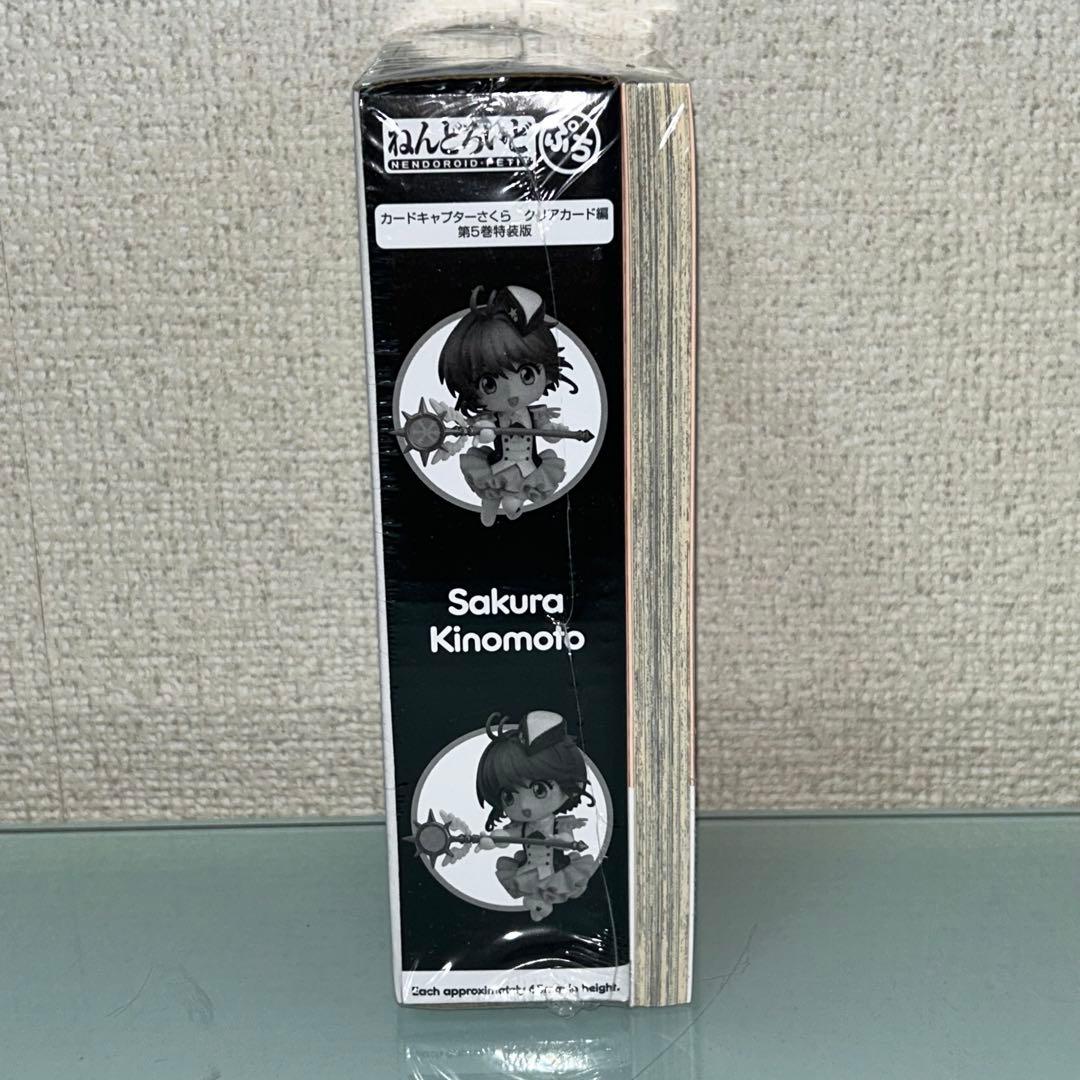 ねんどろいど ぷち
NENDOROID・PETIT
カードキャプターさくら クリアカード編
第5巻特装版
Sakura
Kinomoto
Each approximately in height.